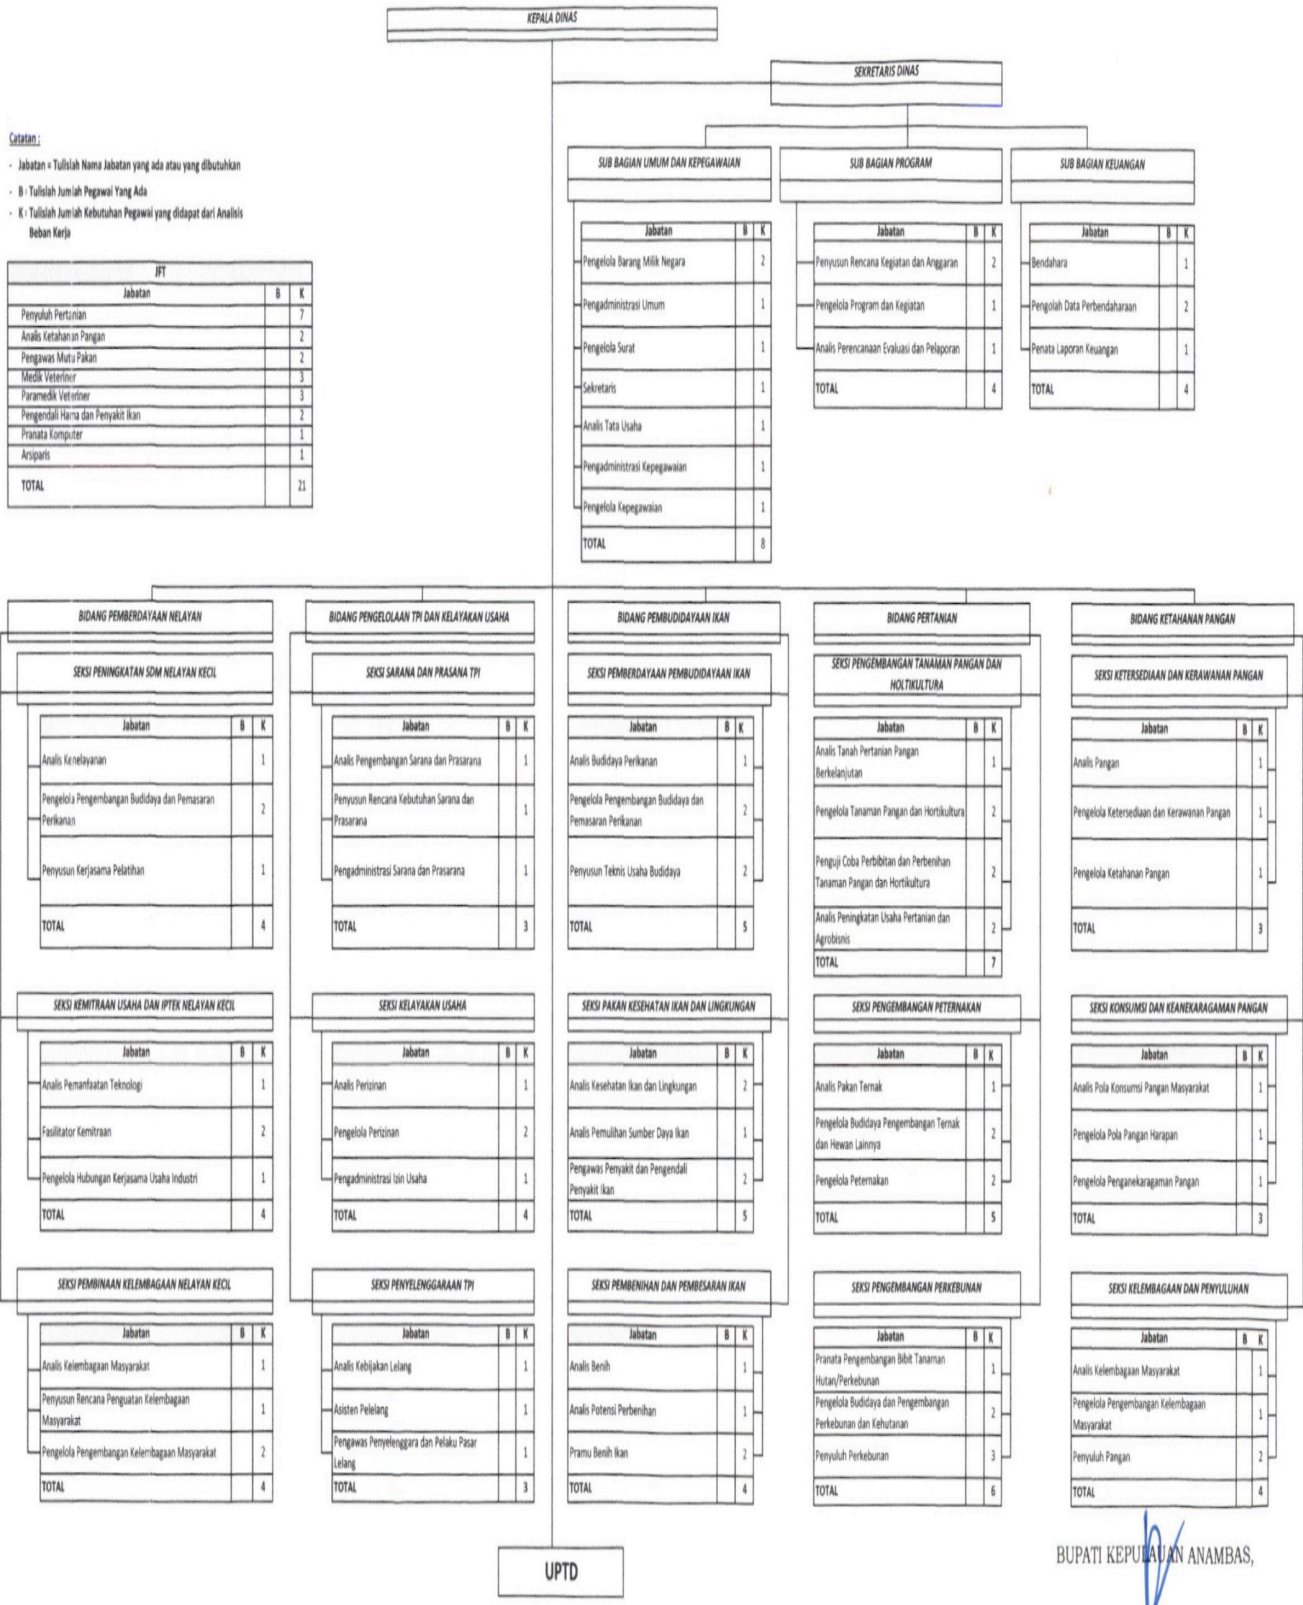 KEPALA DINAS
SEKRETARIS DINAS
Catatan :
- Jabatan = Tulislah Nama Jabatan yang ada atau yang dibutuhkan
- B : Tulislah Jumlah Pegawai Yang Ada
- K : Tulislah Jumlah Kebutuhan Pegawai yang didapat dari Analisis
Beban Kerja
JFT
Jabatan B K
Penyuluh Pertanian 7
Analis Ketahanan Pangan 2
Pengawas Mutu Pakan 2
Medik Veteriner 3
Paramedik Veteriner 3
Pengendali Hama dan Penyakit Ikan 2
Pranata Komputer 1
Arsiparis 1
TOTAL 21
SUB BAGIAN UMUM DAN KEPEGAWAIAN
Jabatan B K
Pengelola Barang Milik Negara 2
Pengadministrasi Umum 1
Pengelola Surat 1
Sekretaris 1
Analis Tata Usaha 1
Pengadministrasi Kepegawaian 1
Pengelola Kepegawaian 1
TOTAL 8
SUB BAGIAN PROGRAM
Jabatan B K
Penyusun Rencana Kegiatan dan Anggaran 2
Pengelola Program dan Kegiatan 1
Analis Perencanaan Evaluasi dan Pelaporan 1
TOTAL 4
SUB BAGIAN KEUANGAN
Jabatan B K
Bendahara 1
Pengolah Data Perbendaharaan 2
Penata Laporan Keuangan 1
TOTAL 4
BIDANG PEMBERDAYAAN NELAYAN
SEKSI PENINGKATAN SDM NELAYAN KECIL
Jabatan B K
Analis Kenelayanan 1
Pengelola Pengembangan Budidaya dan Pemasaran
Perikanan 2
Penyusun Kerjasama Pelatihan 1
TOTAL 4
SEKSI KEMITRAAN USAHA DAN IPTEK NELAYAN KECIL
Jabatan B K
Analis Pemanfaatan Teknologi 1
Fasilitator Kemitraan 2
Pengelola Hubungan Kerjasama Usaha Industri 1
TOTAL 4
SEKSI PEMBINAAN KELEMBAGAAN NELAYAN KECIL
Jabatan B K
Analis Kelembagaan Masyarakat 1
Penyusun Rencana Penguatan Kelembagaan
Masyarakat 1
Pengelola Pengembangan Kelembagaan Masyarakat 2
TOTAL 4
BIDANG PENGELOLAAN TPI DAN KELAYAKAN USAHA
SEKSI SARANA DAN PRASANA TPI
Jabatan B K
Analis Pengembangan Sarana dan Prasarana 1
Penyusun Rencana Kebutuhan Sarana dan
Prasarana 1
Pengadministrasi Sarana dan Prasarana 1
TOTAL 3
SEKSI KELAYAKAN USAHA
Jabatan B K
Analis Perizinan 1
Pengelola Perizinan 2
Pengadministrasi Izin Usaha 1
TOTAL 4
SEKSI PENYELENGGARAAN TPI
Jabatan B K
Analis Kebijakan Lelang 1
Asisten Pelelang 1
Pengawas Penyelenggara dan Pelaku Pasar
Lelang 1
TOTAL 3
BIDANG PEMBUDIDAYAAN IKAN
SEKSI PEMBERDAYAAN PEMBUDIDAYAAN IKAN
Jabatan B K
Analis Budidaya Perikanan 1
Pengelola Pengembangan Budidaya dan
Pemasaran Perikanan 2
Penyusun Teknis Usaha Budidaya 2
TOTAL 5
SEKSI PAKAN KESEHATAN IKAN DAN LINGKUNGAN
Jabatan B K
Analis Kesehatan Ikan dan Lingkungan 2
Analis Pemulihan Sumber Daya Ikan 1
Pengawas Penyakit dan Pengendali
Penyakit Ikan 2
TOTAL 5
SEKSI PEMBENIHAN DAN PEMBESARAN IKAN
Jabatan B K
Analis Benih 1
Analis Potensi Perbenihan 1
Pramu Benih Ikan 2
TOTAL 4
BIDANG PERTANIAN
SEKSI PENGEMBANGAN TANAMAN PANGAN DAN
HOLTIKULTURA
Jabatan B K
Analis Tanah Pertanian Pangan
Berkelanjutan 1
Pengelola Tanaman Pangan dan Hortikultura 2
Penguji Coba Perbibitan dan Perbenihan
Tanaman Pangan dan Hortikultura 2
Analis Peningkatan Usaha Pertanian dan
Agrobisnis 2
TOTAL 7
SEKSI PENGEMBANGAN PETERNAKAN
Jabatan B K
Analis Pakan Ternak 1
Pengelola Budidaya Pengembangan Ternak
dan Hewan Lainnya 2
Pengelola Peternakan 2
TOTAL 5
SEKSI PENGEMBANGAN PERKEBUNAN
Jabatan B K
Pranata Pengembangan Bibit Tanaman
Hutan/Perkebunan 1
Pengelola Budidaya dan Pengembangan
Perkebunan dan Kehutanan 2
Penyuluh Perkebunan 3
TOTAL 6
BIDANG KETAHANAN PANGAN
SEKSI KETERSEDIAAN DAN KERAWANAN PANGAN
Jabatan B K
Analis Pangan 1
Pengelola Ketersediaan dan Kerawanan Pangan 1
Pengelola Ketahanan Pangan 1
TOTAL 3
SEKSI KONSUMSI DAN KEANEKARAGAMAN PANGAN
Jabatan B K
Analis Pola Konsumsi Pangan Masyarakat 1
Pengelola Pola Pangan Harapan 1
Pengelola Penganekaragaman Pangan 1
TOTAL 3
SEKSI KELEMBAGAAN DAN PENYULUHAN
Jabatan B K
Analis Kelembagaan Masyarakat 1
Pengelola Pengembangan Kelembagaan
Masyarakat 1
Penyuluh Pangan 2
TOTAL 4
UPTD
BUPATI KEPULAUAN ANAMBAS,